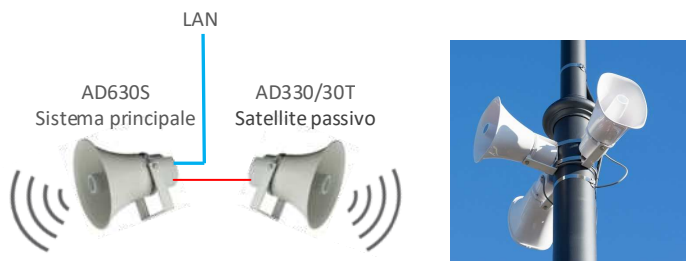 LAN
AD630S
Sistema principale
AD330/30T
Satellite passivo